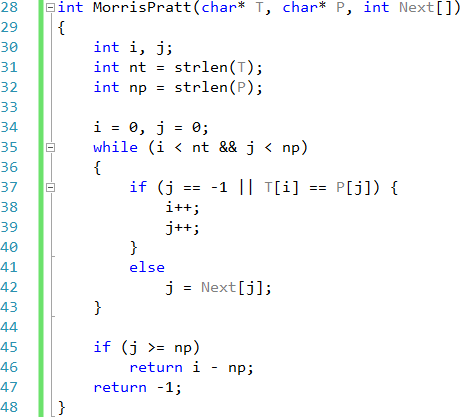 28 int MorrisPratt(char* T, char* P, int Next[])
29 {
30     int i, j;
31     int nt = strlen(T);
32     int np = strlen(P);
33
34     i = 0, j = 0;
35     while (i < nt && j < np)
36     {
37         if (j == -1 || T[i] == P[j]) {
38             i++;
39             j++;
40         }
41         else
42             j = Next[j];
43     }
44
45     if (j >= np)
46         return i - np;
47     return -1;
48 }